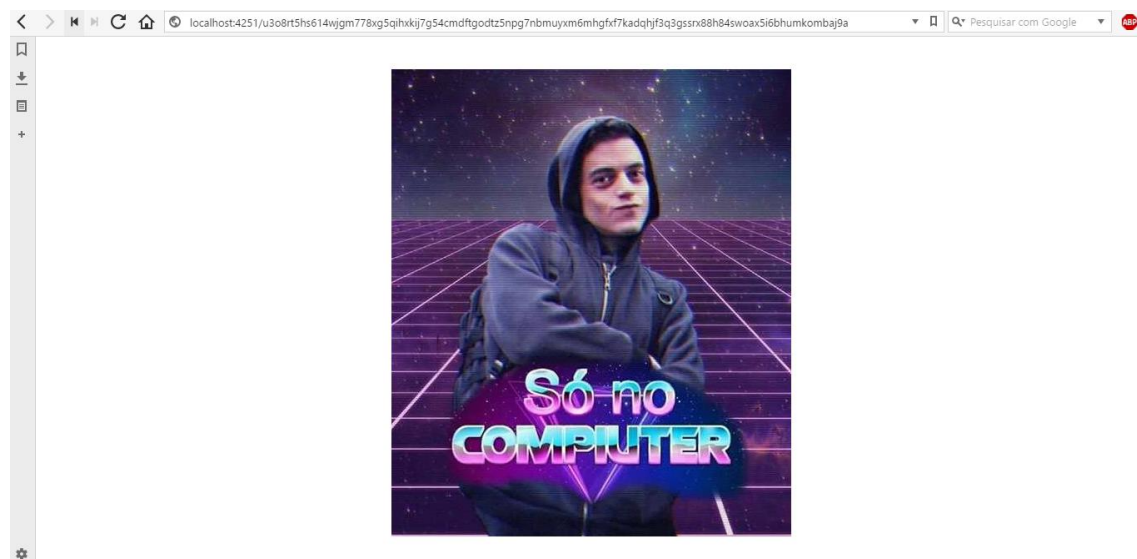 localhost:4251/u3o8rt5hs614wjgm778xg5qihxkij7g54cmdftgodtz5npg7nbmuyxm6mhgfxf7kadqhjf3q3gssrx88h84swoax5i6bhumkombaj9a
Pesquisar com Google
ABP
Só no
COMPIUTER